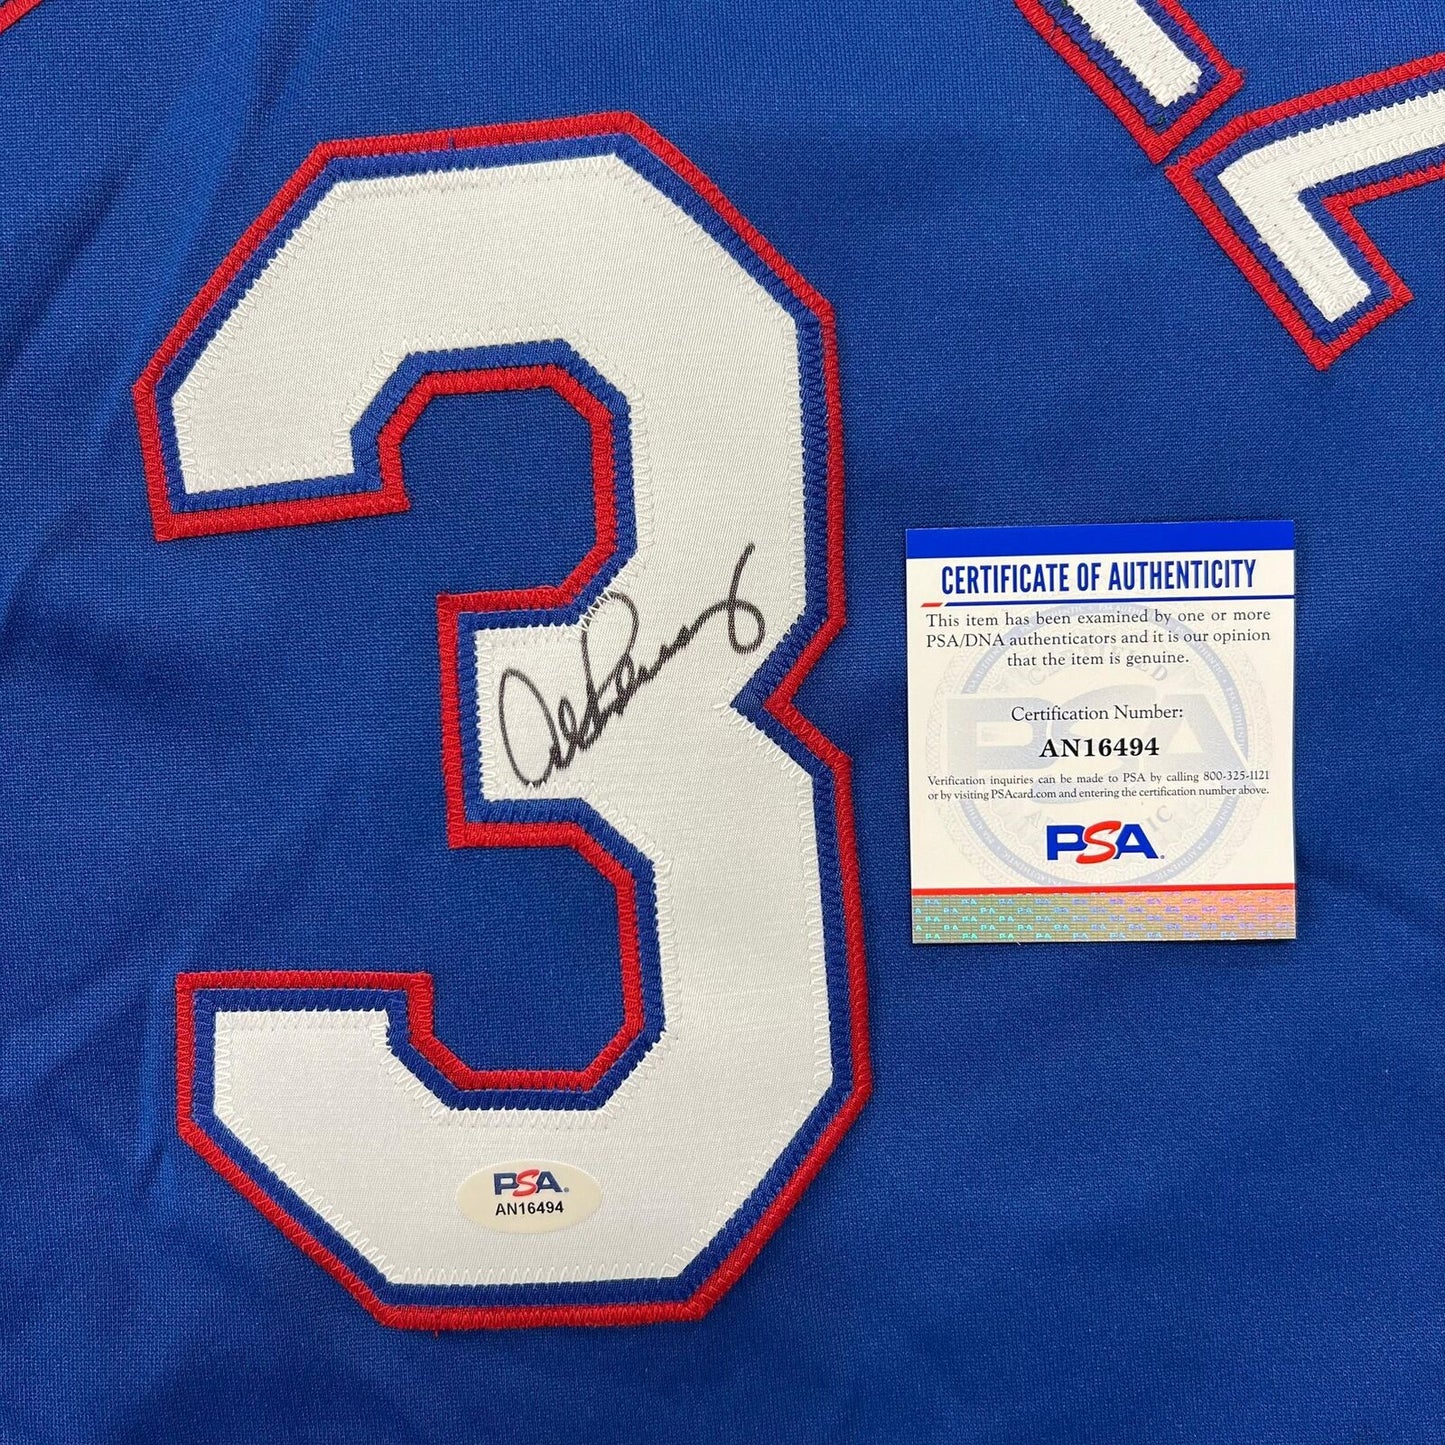 3
CERTIFICATE OF AUTHENTICITY
This item has been examined by one or more
PSA/DNA authenticators and it is our opinion
that the item is genuine.
Certification Number:
AN16494
Verification inquiries can be made to PSA by calling 800-325-1121
or by visiting PSAcard.com and entering the certification number above.
PSA
PSA
AN16494